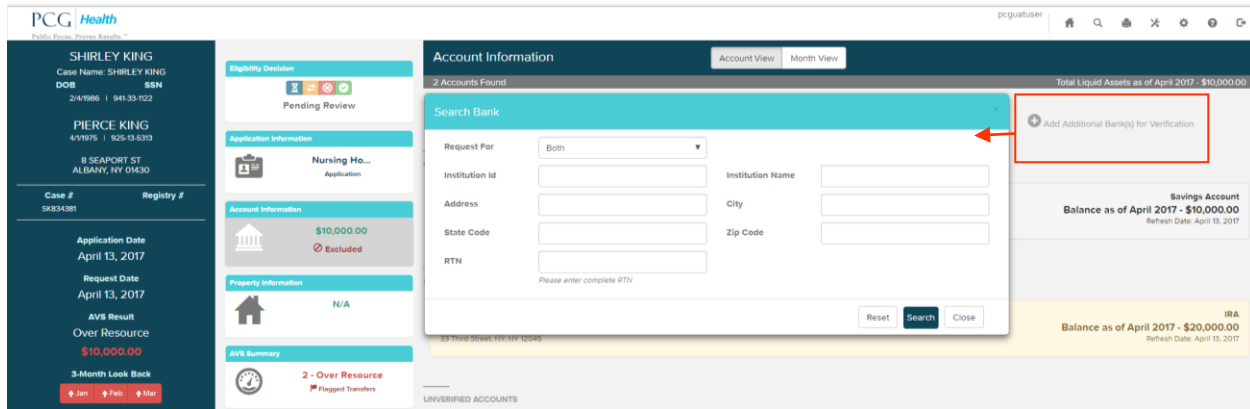 PCG Health
Public Focus. Proven Results.™
pcguatuser
SHIRLEY KING
Case Name: SHIRLEY KING
DOB SSN
2/4/1986 | 941-33-1122
PIERCE KING
4/1/1975 | 925-13-5313
8 SEAPORT ST
ALBANY, NY 01430
Case # Registry #
SK834381
Application Date
April 13, 2017
Request Date
April 13, 2017
AVS Result
Over Resource
$10,000.00
3-Month Look Back
Jan Feb Mar
Eligibility Decision
Pending Review
Application Information
Nursing Ho...
Application
Account Information
$10,000.00
Excluded
Property Information
N/A
AVS Summary
2 - Over Resource
Flagged Transfers
Account Information
Account View Month View
2 Accounts Found
Total Liquid Assets as of April 2017 - $10,000.00
Add Additional Bank(s) for Verification
Search Bank ×
Request For Both
Institution Id Institution Name
Address City
State Code Zip Code
RTN
Please enter complete RTN
Reset Search Close
Savings Account
Balance as of April 2017 - $10,000.00
Refresh Date: April 13, 2017
IRA
Balance as of April 2017 - $20,000.00
Refresh Date: April 13, 2017
33 Third Street, NY, NY 12045
UNVERIFIED ACCOUNTS